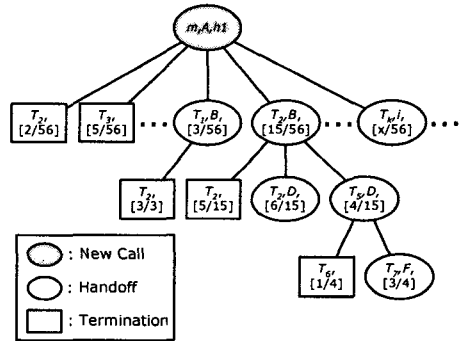 m,A,h1
T2, T3, T1,B, T2,B, Tk,i,
[2/56] [5/56] ... [3/56] [15/56] ... [x/56] ...
T2, T2, T2,D, T5,D,
[3/3] [5/15] [6/15] [4/15]
T6, T7,F,
[1/4] [3/4]
: New Call
: Handoff
: Termination